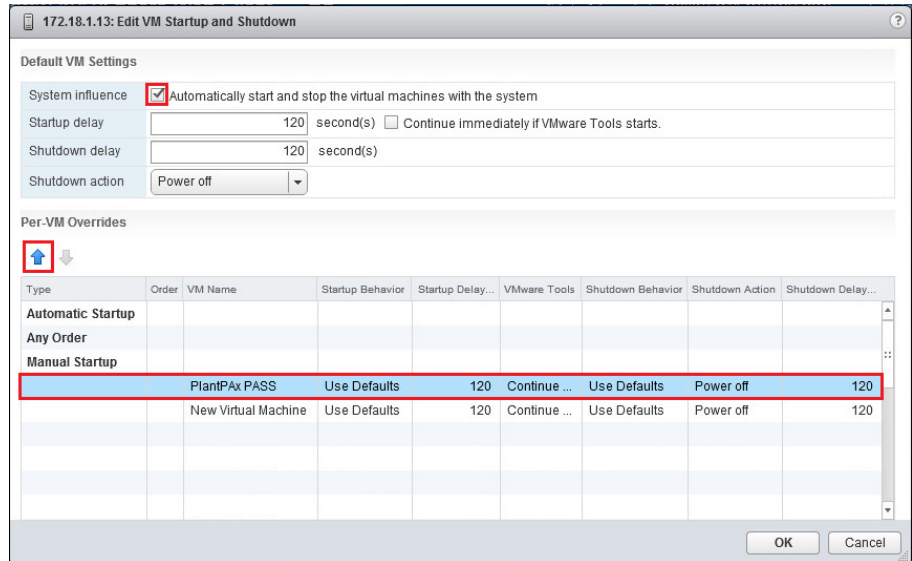 172.18.1.13: Edit VM Startup and Shutdown ?
Default VM Settings
System influence Automatically start and stop the virtual machines with the system
Startup delay 120 second(s) Continue immediately if VMware Tools starts.
Shutdown delay 120 second(s)
Shutdown action Power off
Per-VM Overrides
Type Order VM Name Startup Behavior Startup Delay... VMware Tools Shutdown Behavior Shutdown Action Shutdown Delay...
Automatic Startup
Any Order
Manual Startup
PlantPAx PASS Use Defaults 120 Continue ... Use Defaults Power off 120
New Virtual Machine Use Defaults 120 Continue ... Use Defaults Power off 120
OK Cancel